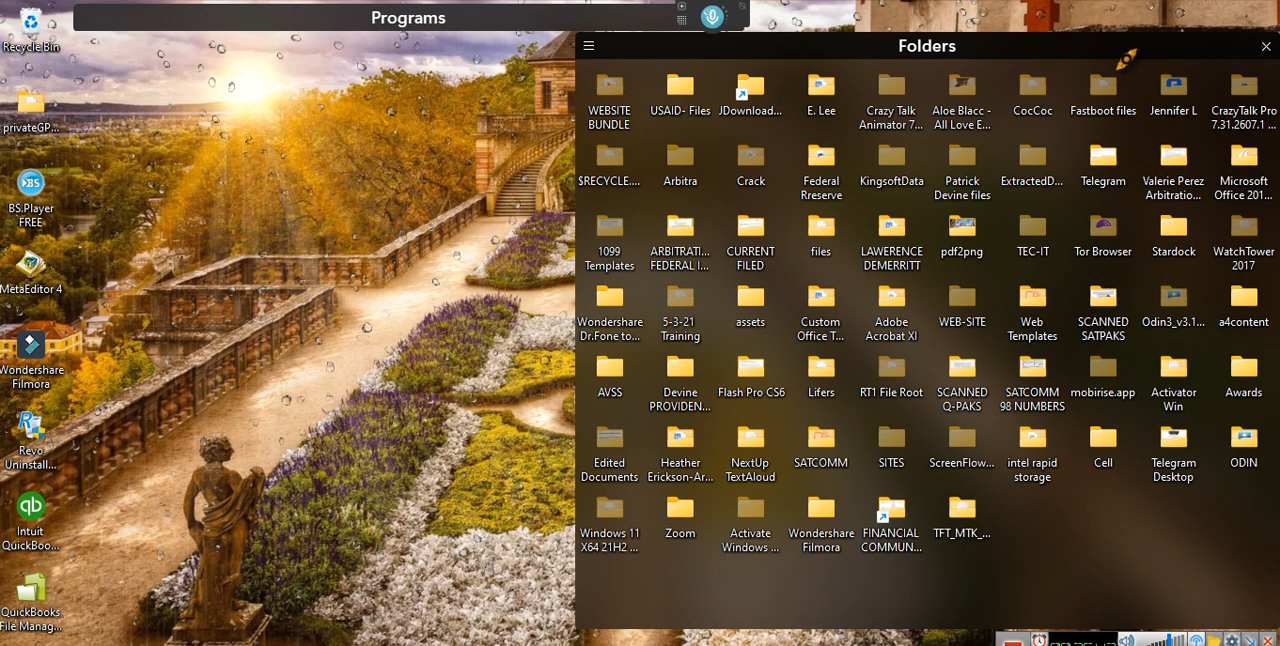 Programs
Folders
Recycle Bin
privateGP...
BS.Player
FREE
MetaEditor 4
Wondershare
Filmora
Revo
Uninstall...
qb
Intuit
QuickBoo...
QuickBooks
File Manag...
WEBSITE
BUNDLE
USAID- Files
JDownload...
E. Lee
Crazy Talk
Animator 7...
Aloe Blacc -
All Love E...
CocCoc
Fastboot files
Jennifer L
CrazyTalk Pro
7.31.2607.1 ...
$RECYCLE....
Arbitra
Crack
Federal
Rreserve
KingsoftData
Patrick
Devine files
ExtractedD...
Telegram
Valerie Perez
Arbitratio...
Microsoft
Office 201...
1099
Templates
ARBITRATI...
FEDERAL I...
CURRENT
FILED
files
LAWERENCE
DEMERRITT
pdf2png
TEC-IT
Tor Browser
Stardock
WatchTower
2017
Wondershare
Dr.Fone to...
5-3-21
Training
assets
Custom
Office T...
Adobe
Acrobat XI
WEB-SITE
Web
Templates
SCANNED
SATPAKS
Odin3_v3.1...
a4content
AVSS
Devine
PROVIDEN...
Flash Pro CS6
Lifers
RT1 File Root
SCANNED
Q-PAKS
SATCOMM
98 NUMBERS
mobirise.app
Activator
Win
Awards
Edited
Documents
Heather
Erickson-Ar...
NextUp
TextAloud
SATCOMM
SITES
ScreenFlow...
intel rapid
storage
Cell
Telegram
Desktop
ODIN
Windows 11
X64 21H2 ...
Zoom
Activate
Windows ...
Wondershare
Filmora
FINANCIAL
COMMUN...
TFT_MTK_...